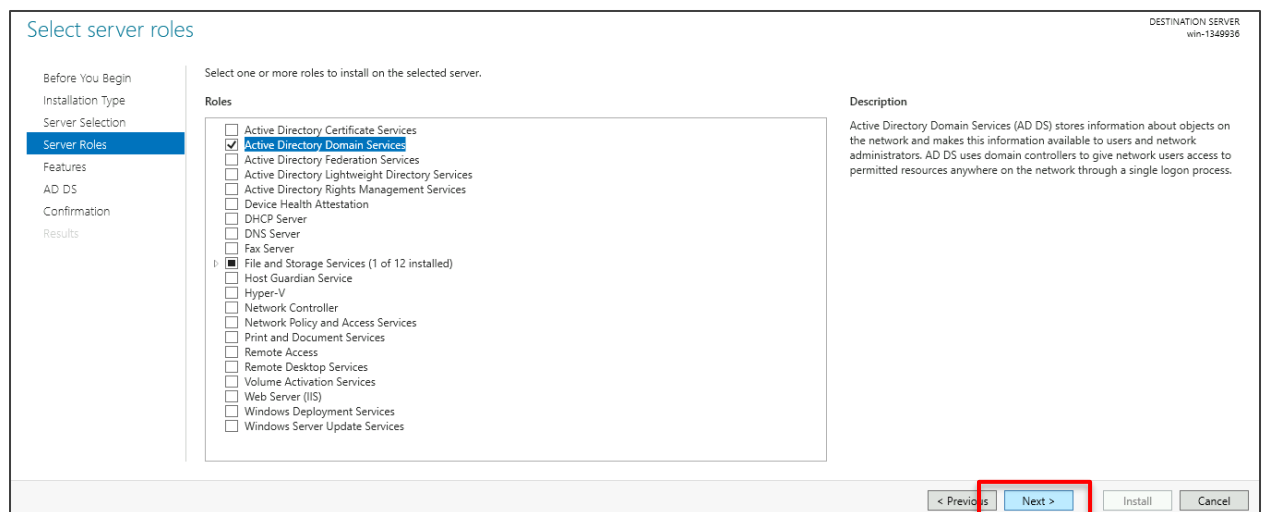 Select server roles
DESTINATION SERVER
win-1349936
Before You Begin
Installation Type
Server Selection
Server Roles
Features
AD DS
Confirmation
Results
Select one or more roles to install on the selected server.
Roles
Active Directory Certificate Services
Active Directory Domain Services
Active Directory Federation Services
Active Directory Lightweight Directory Services
Active Directory Rights Management Services
Device Health Attestation
DHCP Server
DNS Server
Fax Server
File and Storage Services (1 of 12 installed)
Host Guardian Service
Hyper-V
Network Controller
Network Policy and Access Services
Print and Document Services
Remote Access
Remote Desktop Services
Volume Activation Services
Web Server (IIS)
Windows Deployment Services
Windows Server Update Services
Description
Active Directory Domain Services (AD DS) stores information about objects on
the network and makes this information available to users and network
administrators. AD DS uses domain controllers to give network users access to
permitted resources anywhere on the network through a single logon process.
< Previous
Next >
Install
Cancel